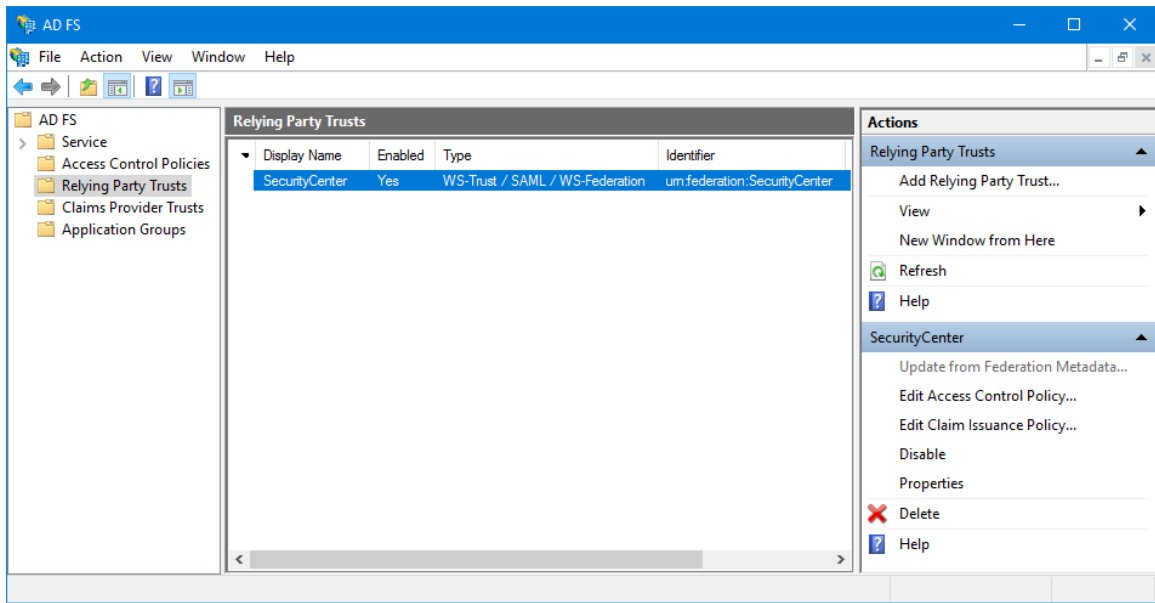 AD FS
File Action View Window Help
AD FS
Service
Access Control Policies
Relying Party Trusts
Claims Provider Trusts
Application Groups
Relying Party Trusts
Display Name Enabled Type Identifier
SecurityCenter Yes WS-Trust / SAML / WS-Federation urn:federation:SecurityCenter
Actions
Relying Party Trusts
Add Relying Party Trust...
View
New Window from Here
Refresh
Help
SecurityCenter
Update from Federation Metadata...
Edit Access Control Policy...
Edit Claim Issuance Policy...
Disable
Properties
Delete
Help